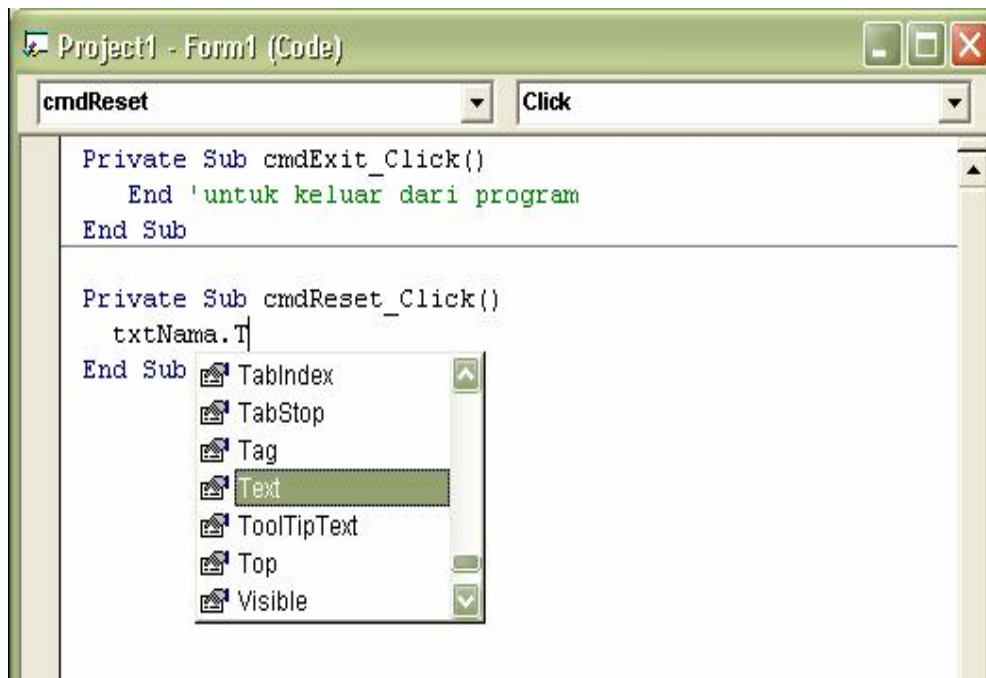 Project1 - Form1 (Code)
cmdReset Click
Private Sub cmdExit_Click()
End 'untuk keluar dari program
End Sub
Private Sub cmdReset_Click()
txtNama.T
End Sub
TabIndex
TabStop
Tag
Text
ToolTipText
Top
Visible